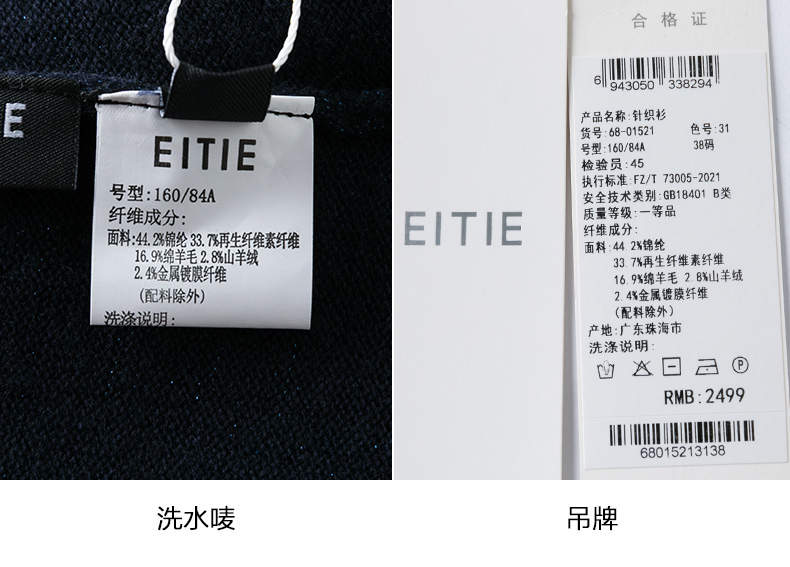 E
EITIE
号型:160/84A
纤维成分:
面料:44.2%锦纶 33.7%再生纤维素纤维
16.9%绵羊毛 2.8%山羊绒
2.4%金属镀膜纤维
(配料除外)
洗涤说明:
EITIE
合格证
6 943050 338294
产品名称:针织衫
货号:68-01521 色号:31
号型:160/84A 38码
检验员:45
执行标准:FZ/T 73005-2021
安全技术类别:GB18401 B类
质量等级:一等品
纤维成分:
面料:44.2%锦纶
33.7%再生纤维素纤维
16.9%绵羊毛 2.8%山羊绒
2.4%金属镀膜纤维
(配料除外)
产地:广东珠海市
洗涤说明:
P
RMB:2499
68015213138
洗水唛
吊牌